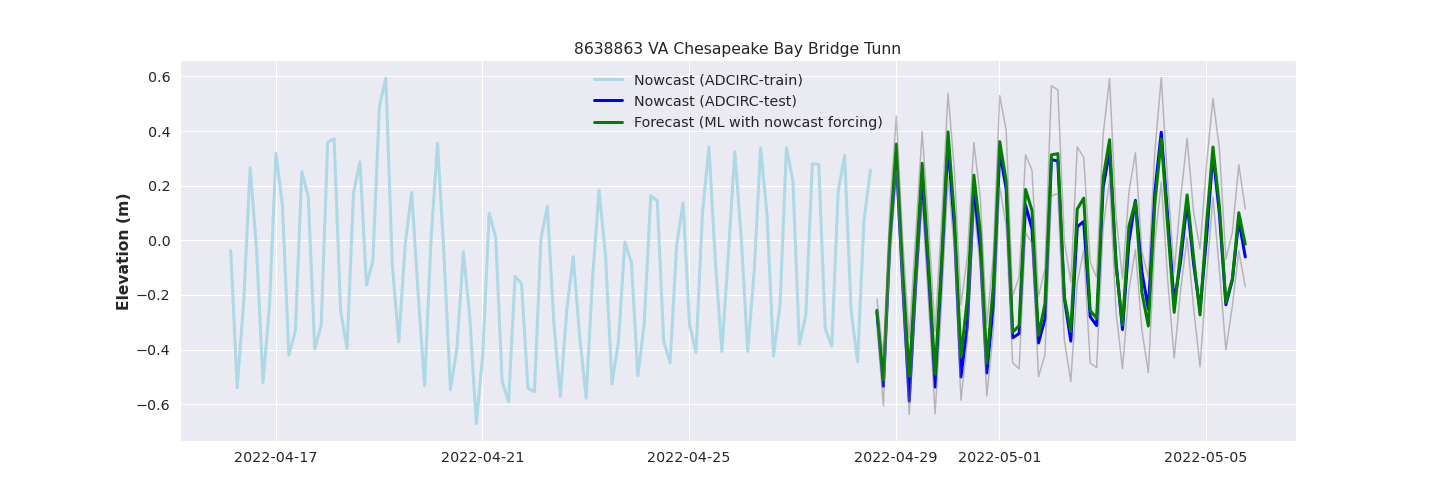 8638863 VA Chesapeake Bay Bridge Tunn
Nowcast (ADCIRC-train)
Nowcast (ADCIRC-test)
Forecast (ML with nowcast forcing)
Elevation (m)
0.6
0.4
0.2
0.0
−0.2
−0.4
−0.6
2022-04-17
2022-04-21
2022-04-25
2022-04-29
2022-05-01
2022-05-05